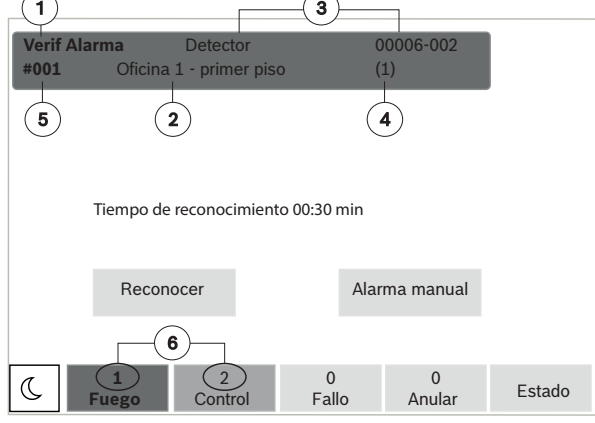 1 3
Verif Alarma Detector 00006-002
#001 Oficina 1 - primer piso (1)
5 2 4
Tiempo de reconocimiento 00:30 min
Reconocer Alarma manual
6
1 2 0 0
Fuego Control Fallo Anular Estado